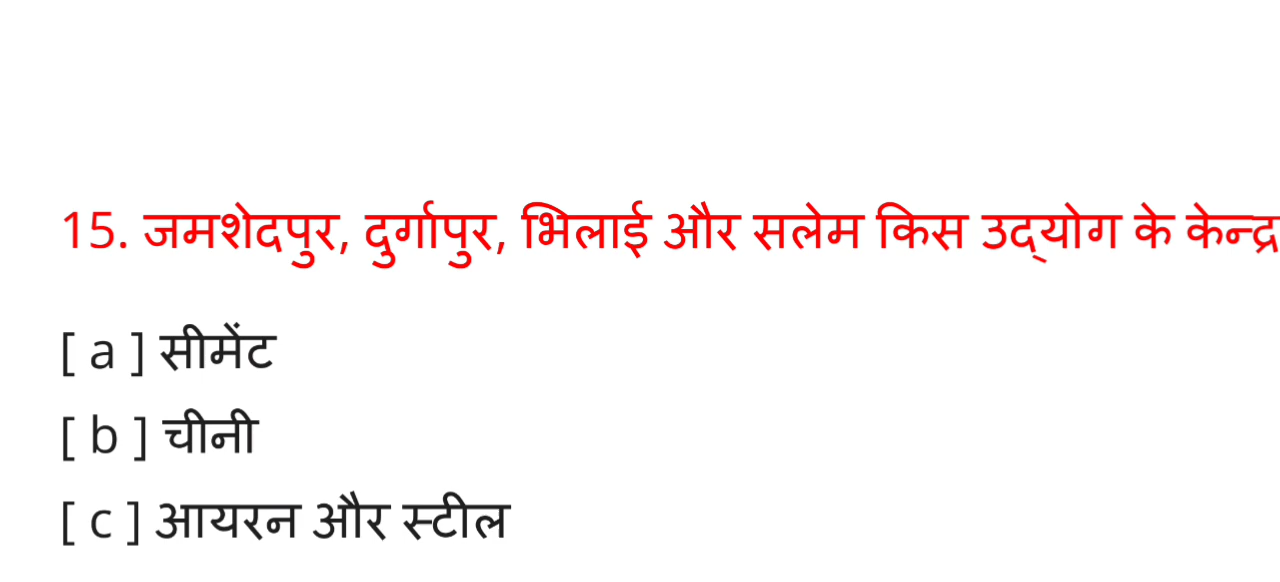 15. जमशेदपुर, दुर्गापुर, भिलाई और सलेम किस उद्योग के केन्द्र
[ a ] सीमेंट
[ b ] चीनी
[ c ] आयरन और स्टील